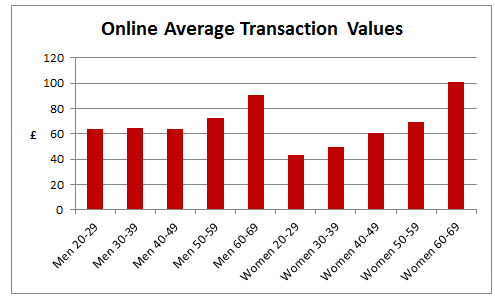 Online Average Transaction Values
120
100
80
60
40
20
0
£
Men 20-29
Men 30-39
Men 40-49
Men 50-59
Men 60-69
Women 20-29
Women 30-39
Women 40-49
Women 50-59
Women 60-69